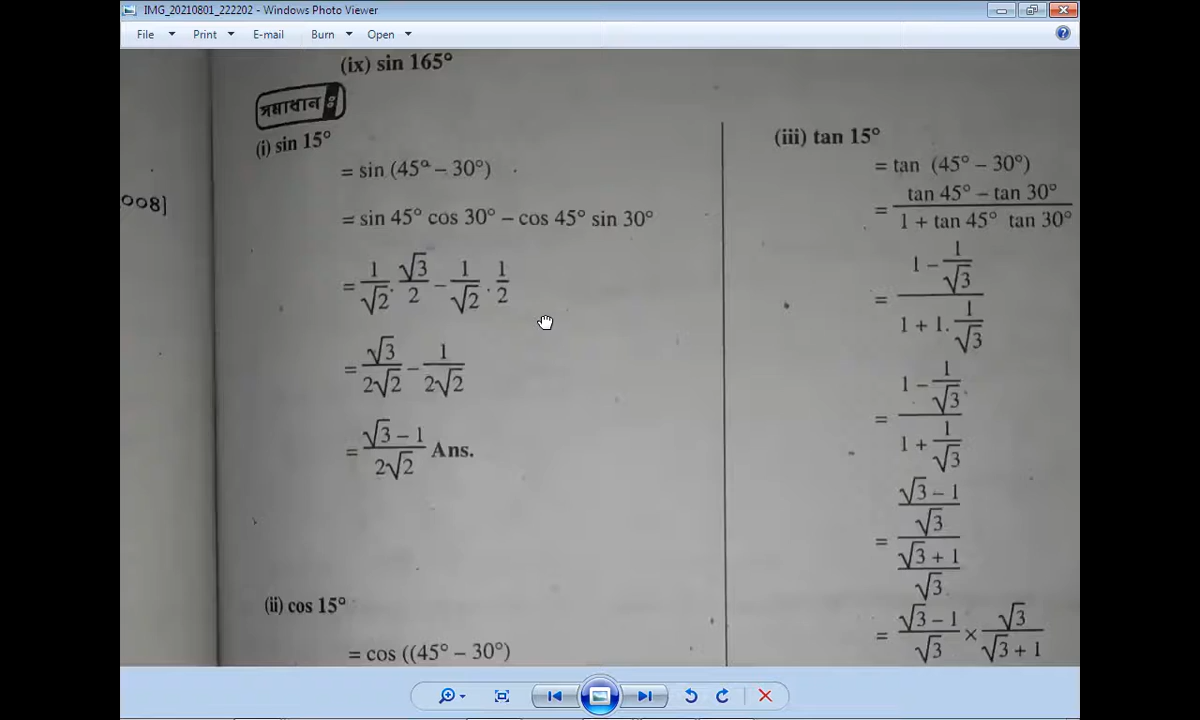 IMG_20210801_222202 - Windows Photo Viewer
File Print E-mail Burn Open
(ix) sin 165°
সমাধান :
(i) sin 15°
= sin (45° – 30°)
= sin 45° cos 30° – cos 45° sin 30°
= 1/√2 . √3/2 – 1/√2 . 1/2
= √3/2√2 – 1/2√2
= (√3 – 1)/2√2 Ans.
(ii) cos 15°
= cos ((45° – 30°)
008]
(iii) tan 15°
= tan (45° – 30°)
= (tan 45° – tan 30°)/(1 + tan 45° tan 30°)
= (1 – 1/√3)/(1 + 1. 1/√3)
= (1 – 1/√3)/(1 + 1/√3)
= ((√3 – 1)/√3)/((√3 + 1)/√3)
= (√3 – 1)/√3 × √3/(√3 + 1)